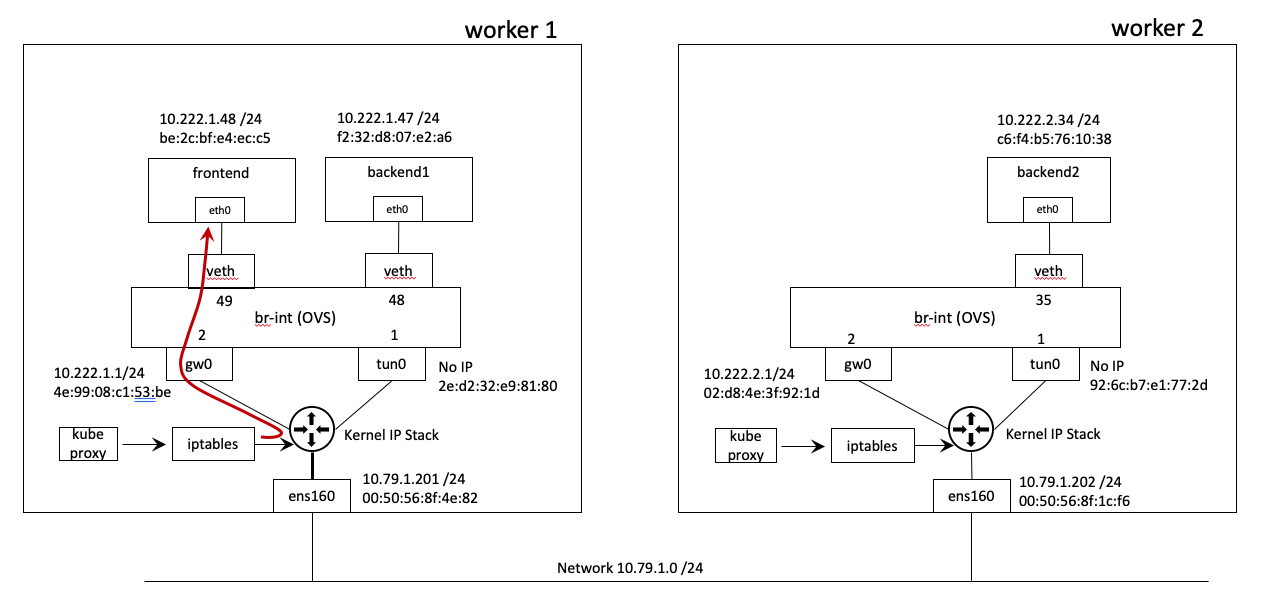 worker 1
10.222.1.48 /24
be:2c:bf:e4:ec:c5
10.222.1.47 /24
f2:32:d8:07:e2:a6
frontend
eth0
backend1
eth0
veth
veth
49
48
br-int (OVS)
2
1
gw0
tun0
10.222.1.1/24
4e:99:08:c1:53:be
No IP
2e:d2:32:e9:81:80
kube
proxy
iptables
Kernel IP Stack
ens160
10.79.1.201 /24
00:50:56:8f:4e:82
worker 2
10.222.2.34 /24
c6:f4:b5:76:10:38
backend2
eth0
veth
35
br-int (OVS)
2
1
gw0
tun0
10.222.2.1/24
02:d8:4e:3f:92:1d
No IP
92:6c:b7:e1:77:2d
kube
proxy
iptables
Kernel IP Stack
ens160
10.79.1.202 /24
00:50:56:8f:1c:f6
Network 10.79.1.0 /24